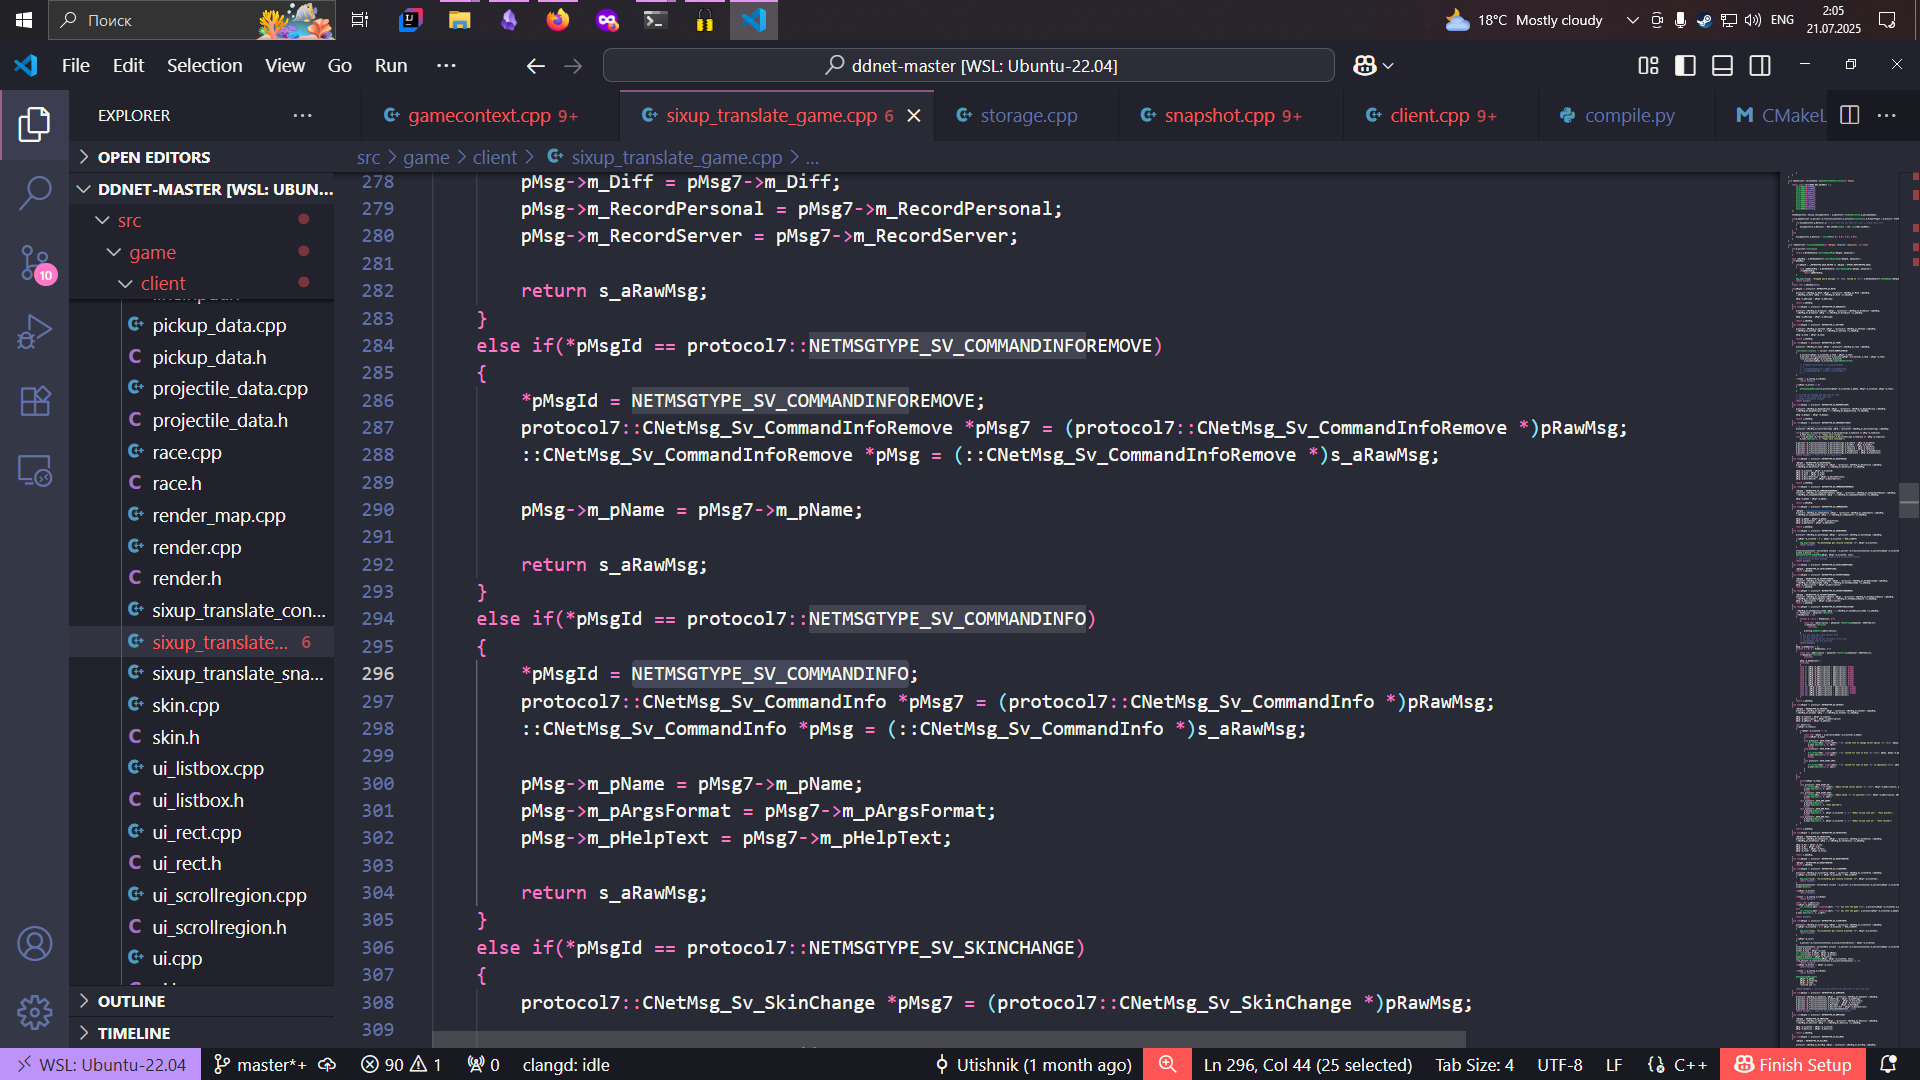 Поиск
18°C Mostly cloudy
ENG
2:05
21.07.2025
File Edit Selection View Go Run ···
ddnet-master [WSL: Ubuntu-22.04]
EXPLORER
gamecontext.cpp 9+
sixup_translate_game.cpp 6
storage.cpp
snapshot.cpp 9+
client.cpp 9+
compile.py
CMakeL
OPEN EDITORS
DDNET-MASTER [WSL: UBUN...
src
game
client
pickup_data.cpp
pickup_data.h
projectile_data.cpp
projectile_data.h
race.cpp
race.h
render_map.cpp
render.cpp
render.h
sixup_translate_con...
sixup_translate... 6
sixup_translate_sna...
skin.cpp
skin.h
ui_listbox.cpp
ui_listbox.h
ui_rect.cpp
ui_rect.h
ui_scrollregion.cpp
ui_scrollregion.h
ui.cpp
OUTLINE
TIMELINE
10
src > game > client > sixup_translate_game.cpp > ...
278 pMsg->m_Diff = pMsg7->m_Diff;
279 pMsg->m_RecordPersonal = pMsg7->m_RecordPersonal;
280 pMsg->m_RecordServer = pMsg7->m_RecordServer;
281
282 return s_aRawMsg;
283 }
284 else if(*pMsgId == protocol7::NETMSGTYPE_SV_COMMANDINFOREMOVE)
285 {
286 *pMsgId = NETMSGTYPE_SV_COMMANDINFOREMOVE;
287 protocol7::CNetMsg_Sv_CommandInfoRemove *pMsg7 = (protocol7::CNetMsg_Sv_CommandInfoRemove *)pRawMsg;
288 ::CNetMsg_Sv_CommandInfoRemove *pMsg = (::CNetMsg_Sv_CommandInfoRemove *)s_aRawMsg;
289
290 pMsg->m_pName = pMsg7->m_pName;
291
292 return s_aRawMsg;
293 }
294 else if(*pMsgId == protocol7::NETMSGTYPE_SV_COMMANDINFO)
295 {
296 *pMsgId = NETMSGTYPE_SV_COMMANDINFO;
297 protocol7::CNetMsg_Sv_CommandInfo *pMsg7 = (protocol7::CNetMsg_Sv_CommandInfo *)pRawMsg;
298 ::CNetMsg_Sv_CommandInfo *pMsg = (::CNetMsg_Sv_CommandInfo *)s_aRawMsg;
299
300 pMsg->m_pName = pMsg7->m_pName;
301 pMsg->m_pArgsFormat = pMsg7->m_pArgsFormat;
302 pMsg->m_pHelpText = pMsg7->m_pHelpText;
303
304 return s_aRawMsg;
305 }
306 else if(*pMsgId == protocol7::NETMSGTYPE_SV_SKINCHANGE)
307 {
308 protocol7::CNetMsg_Sv_SkinChange *pMsg7 = (protocol7::CNetMsg_Sv_SkinChange *)pRawMsg;
309
WSL: Ubuntu-22.04 master*+ 90 1 0 clangd: idle Utishnik (1 month ago) Ln 296, Col 44 (25 selected) Tab Size: 4 UTF-8 LF C++ Finish Setup